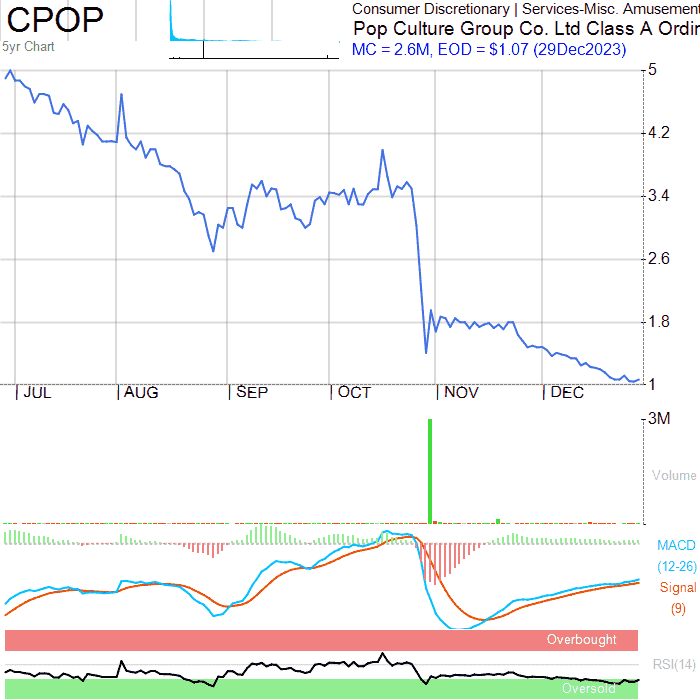 CPOP
5yr Chart
Consumer Discretionary | Services-Misc. Amusement
Pop Culture Group Co. Ltd Class A Ordin
MC = 2.6M, EOD = $1.07 (29Dec2023)
5
4.2
3.4
2.6
1.8
1
JUL
AUG
SEP
OCT
NOV
DEC
3M
Volume
MACD
(12-26)
Signal
(9)
Overbought
RSI(14)
Oversold